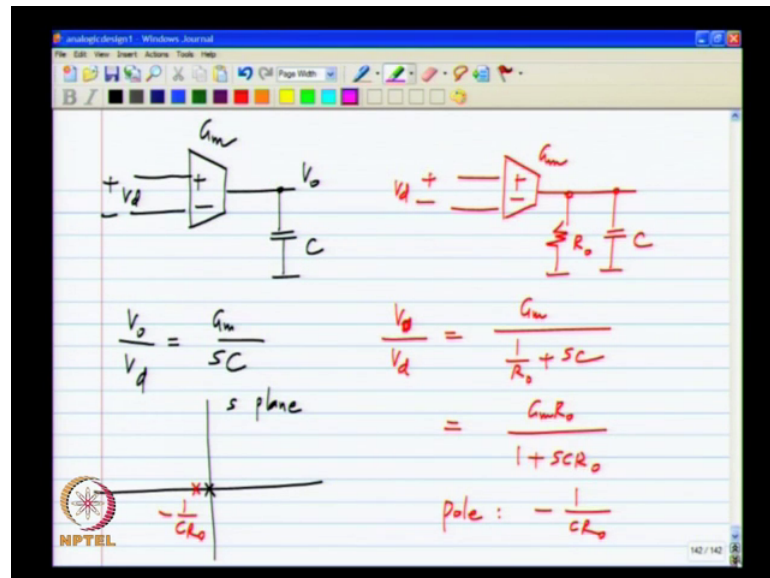 analogicdesign1 - Windows Journal
File Edit View Insert Actions Tools Help
Page Width
B I
Gm
+ Vd -
+
-
Vo
C
Vo / Vd = Gm / SC
s plane
- 1 / CRo
Gm
Vd + -
+
-
Ro
C
Vo / Vd = Gm / (1 / Ro + SC)
= GmRo / (1 + SCRo)
pole : - 1 / CRo
NPTEL
142 / 142